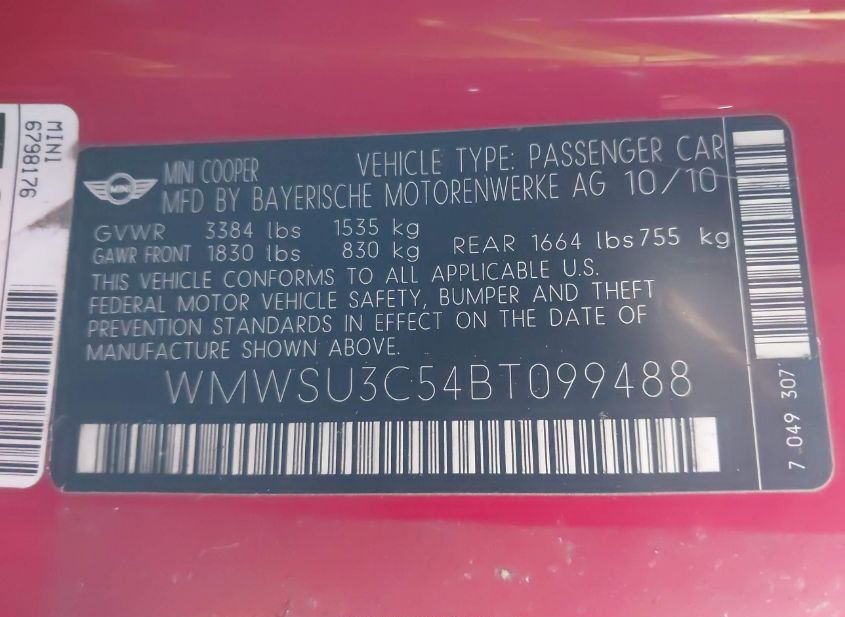 MINI
6798176
MINI
MINI COOPER
VEHICLE TYPE: PASSENGER CAR
MFD BY BAYERISCHE MOTORENWERKE AG 10/10
GVWR 3384 lbs 1535 kg
GAWR FRONT 1830 lbs 830 kg REAR 1664 lbs 755 kg
THIS VEHICLE CONFORMS TO ALL APPLICABLE U.S.
FEDERAL MOTOR VEHICLE SAFETY, BUMPER AND THEFT
PREVENTION STANDARDS IN EFFECT ON THE DATE OF
MANUFACTURE SHOWN ABOVE.
WMWSU3C54BT099488
7 049 307